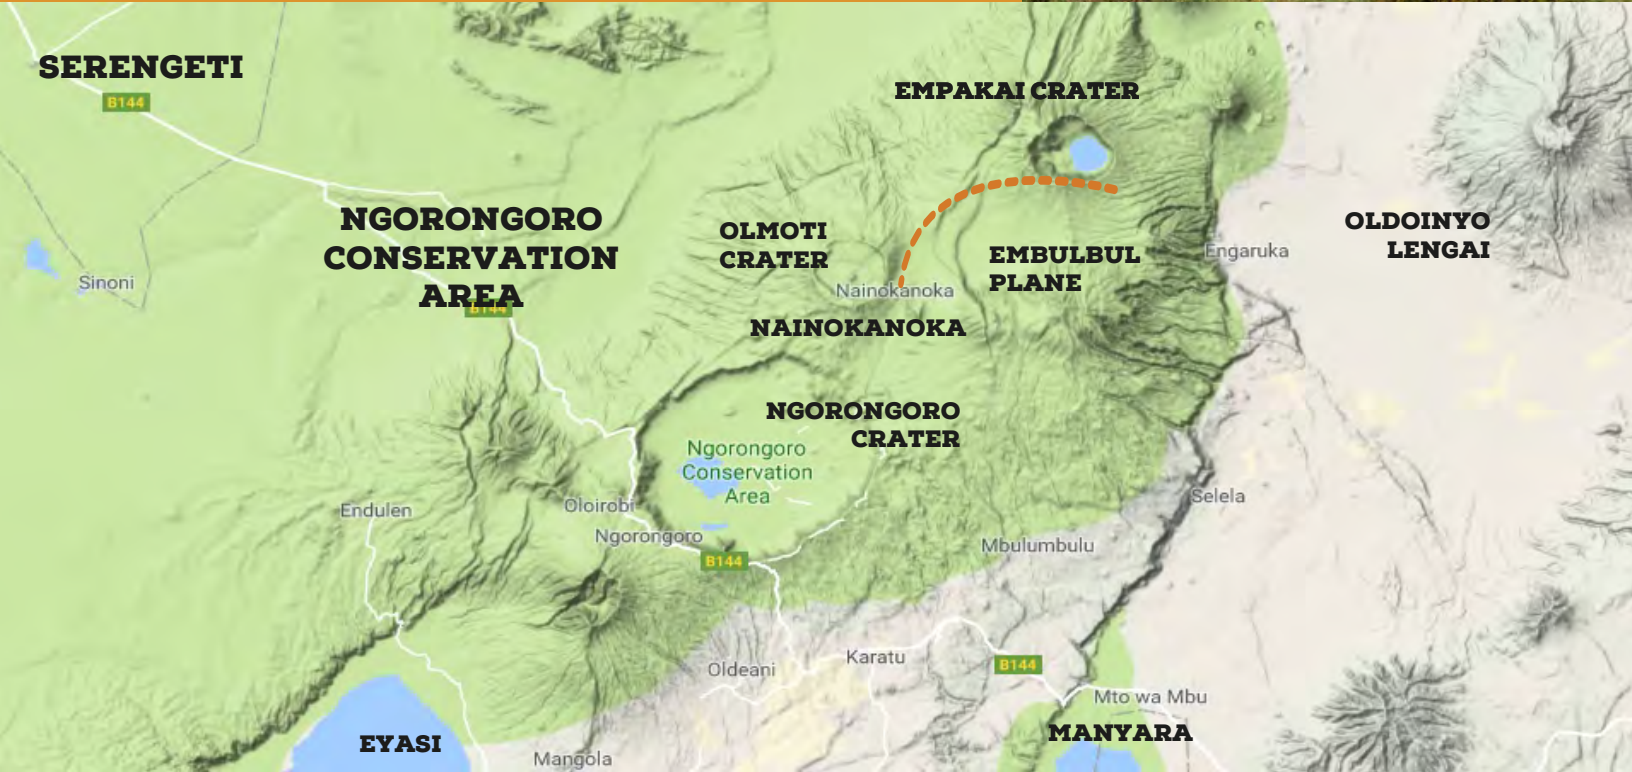 SERENGETI
B144
EMPAKAI CRATER
NGORONGORO
CONSERVATION
AREA
B144
OLMOTI
CRATER
OLDOINYO
LENGAI
Engaruka
EMBULBUL
PLANE
Sinoni
Nainokanoka
NAINOKANOKA
NGORONGORO
CRATER
Ngorongoro
Conservation
Area
Endulen
Oloirobi
Selela
Ngorongoro
Mbulumbulu
B144
Oldeani
Karatu
B144
Mto wa Mbu
MANYARA
EYASI
Mangola